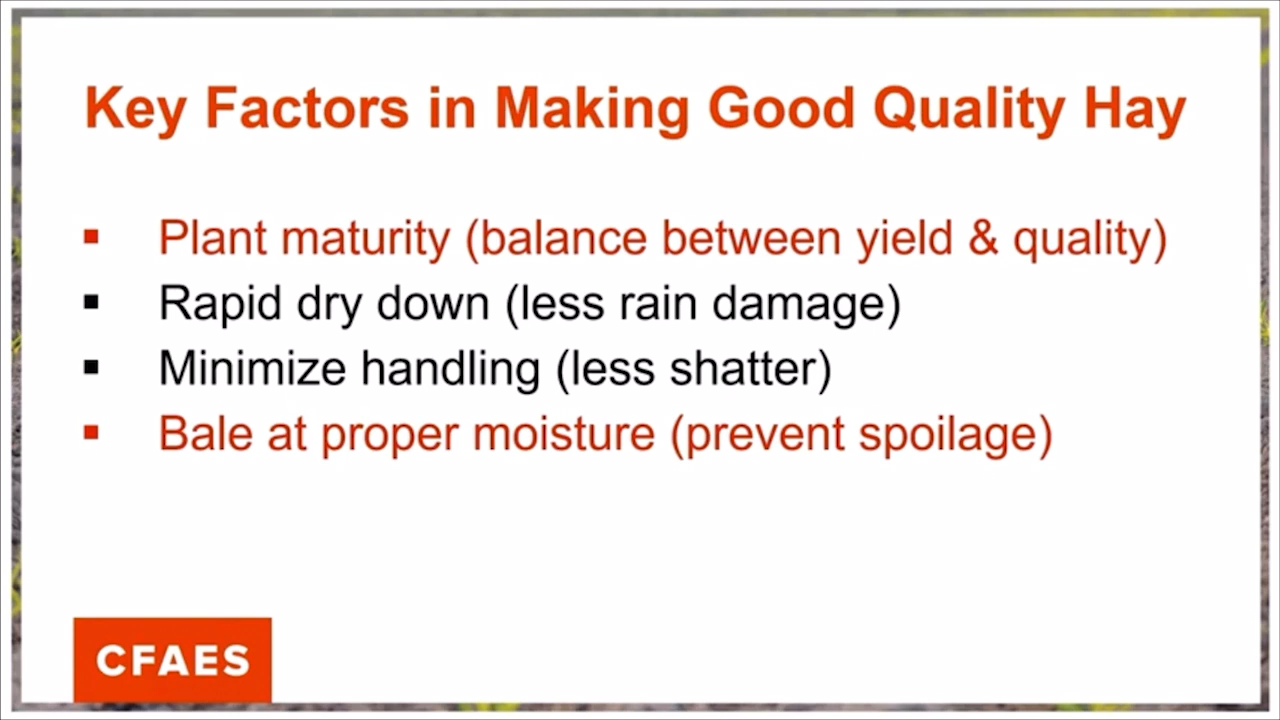 Key Factors in Making Good Quality Hay
▪ Plant maturity (balance between yield & quality)
▪ Rapid dry down (less rain damage)
▪ Minimize handling (less shatter)
▪ Bale at proper moisture (prevent spoilage)
CFAES